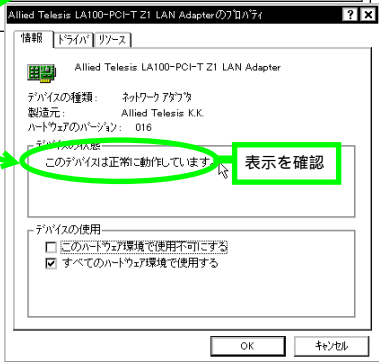 Allied Telesis LA100-PCI-T Z1 LAN Adapterのﾌﾟﾛﾊﾟﾃｨ
情報 ﾄﾞﾗｲﾊﾞ ﾘｿｰｽ
Allied Telesis LA100-PCI-T Z1 LAN Adapter
ﾃﾞﾊﾞｲｽの種類: ﾈｯﾄﾜｰｸ ｱﾀﾞﾌﾟﾀ
製造元: Allied Telesis K.K.
ﾊｰﾄﾞｳｪｱのﾊﾞｰｼﾞｮﾝ: 016
ﾃﾞﾊﾞｲｽの状態
このﾃﾞﾊﾞｲｽは正常に動作しています。
表示を確認
ﾃﾞﾊﾞｲｽの使用
このﾊｰﾄﾞｳｪｱ環境で使用不可にする
すべてのﾊｰﾄﾞｳｪｱ環境で使用する
OK ｷｬﾝｾﾙ